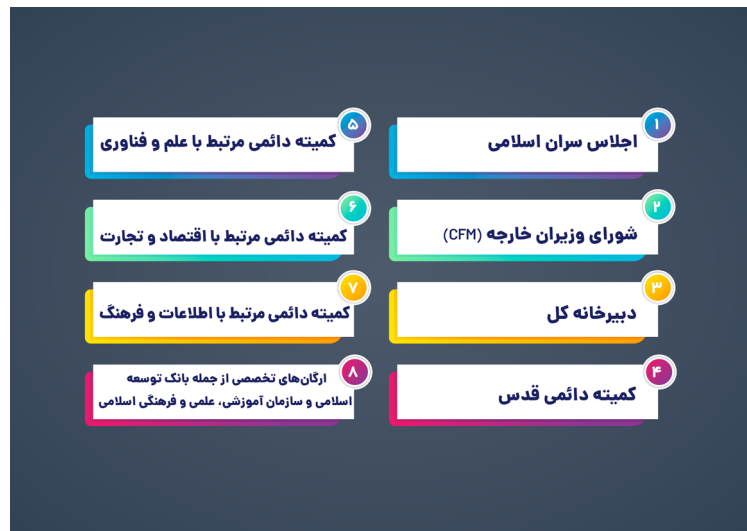 ۱
اجلاس سران اسلامی
۲
شورای وزیران خارجه (CFM)
۳
دبیرخانه کل
۴
کمیته دائمی قدس
۵
کمیته دائمی مرتبط با علم و فناوری
۶
کمیته دائمی مرتبط با اقتصاد و تجارت
۷
کمیته دائمی مرتبط با اطلاعات و فرهنگ
۸
ارگان‌های تخصصی از جمله بانک توسعه
اسلامی و سازمان آموزشی، علمی و فرهنگی اسلامی